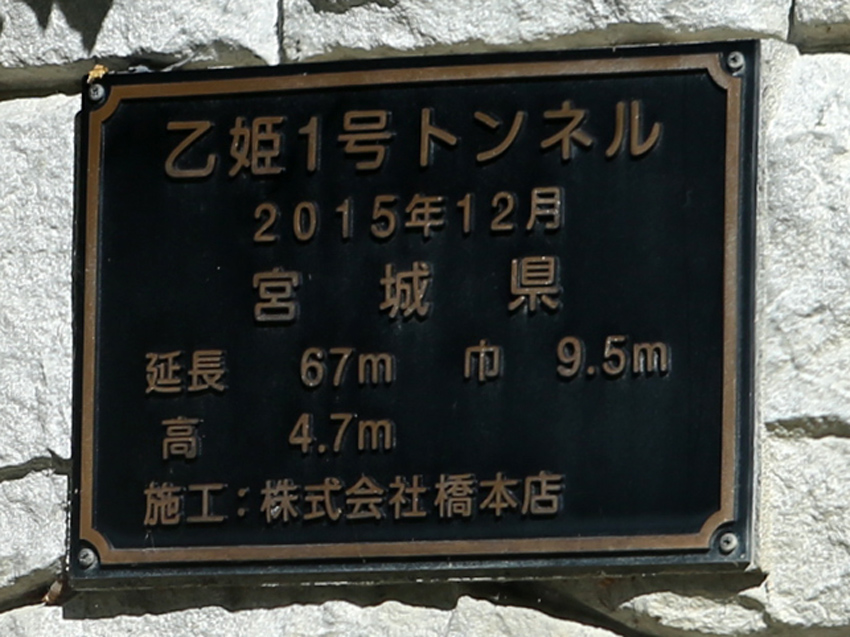 乙姫1号トンネル
2015年12月
宮城県
延長 67m 巾 9.5m
高 4.7m
施工：株式会社橋本店